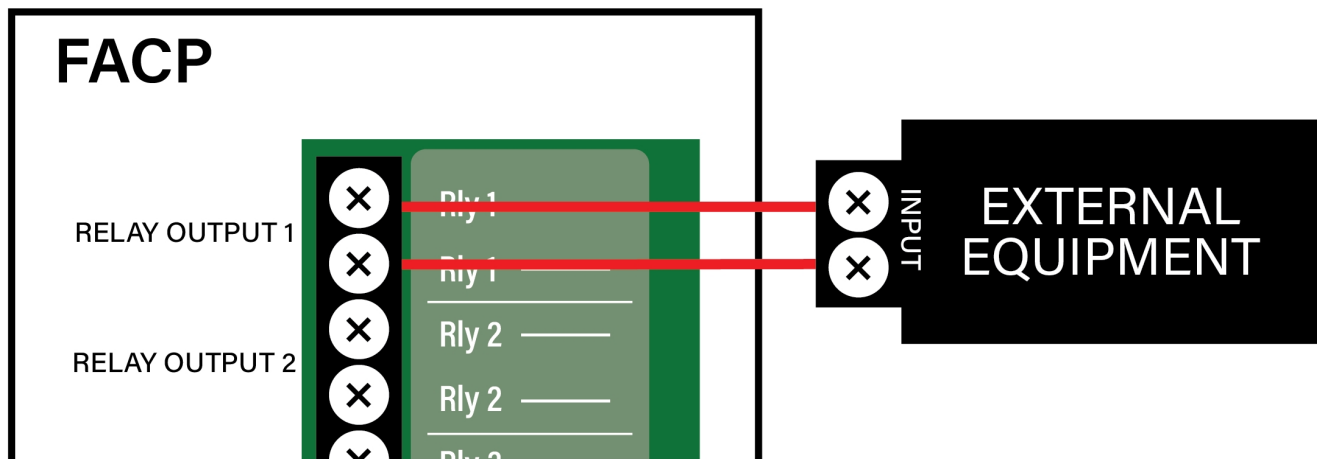 FACP
RELAY OUTPUT 1
Rly 1
Rly 1
RELAY OUTPUT 2
Rly 2
Rly 2
INPUT
EXTERNAL
EQUIPMENT